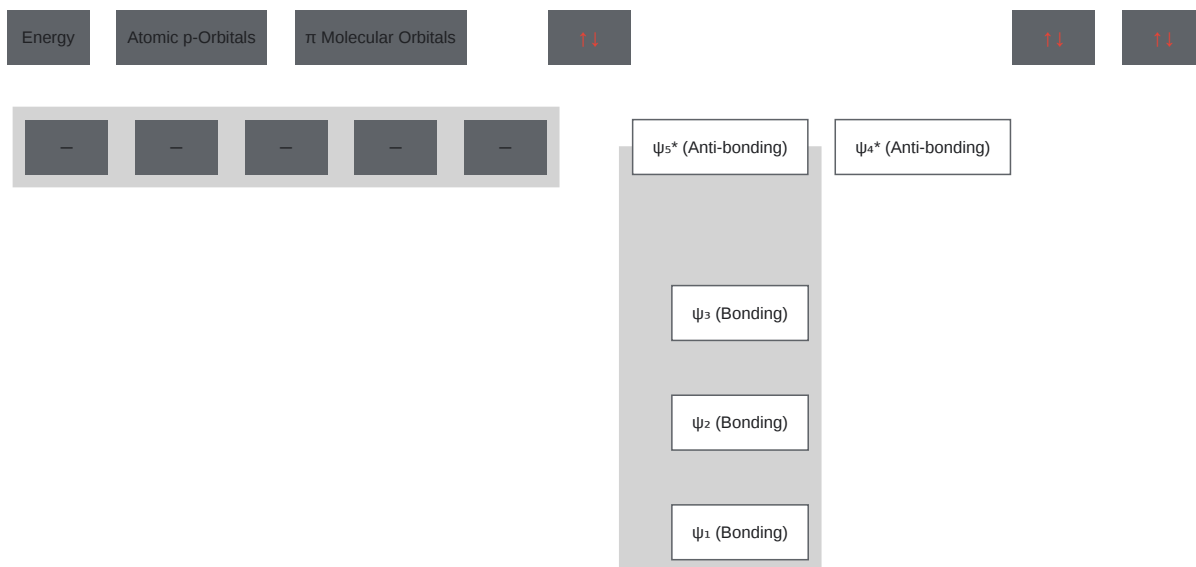 Energy
Atomic p-Orbitals
π Molecular Orbitals
↑↓
↑↓
↑↓
–
–
–
–
–
ψ₅* (Anti-bonding)
ψ₄* (Anti-bonding)
ψ₃ (Bonding)
ψ₂ (Bonding)
ψ₁ (Bonding)